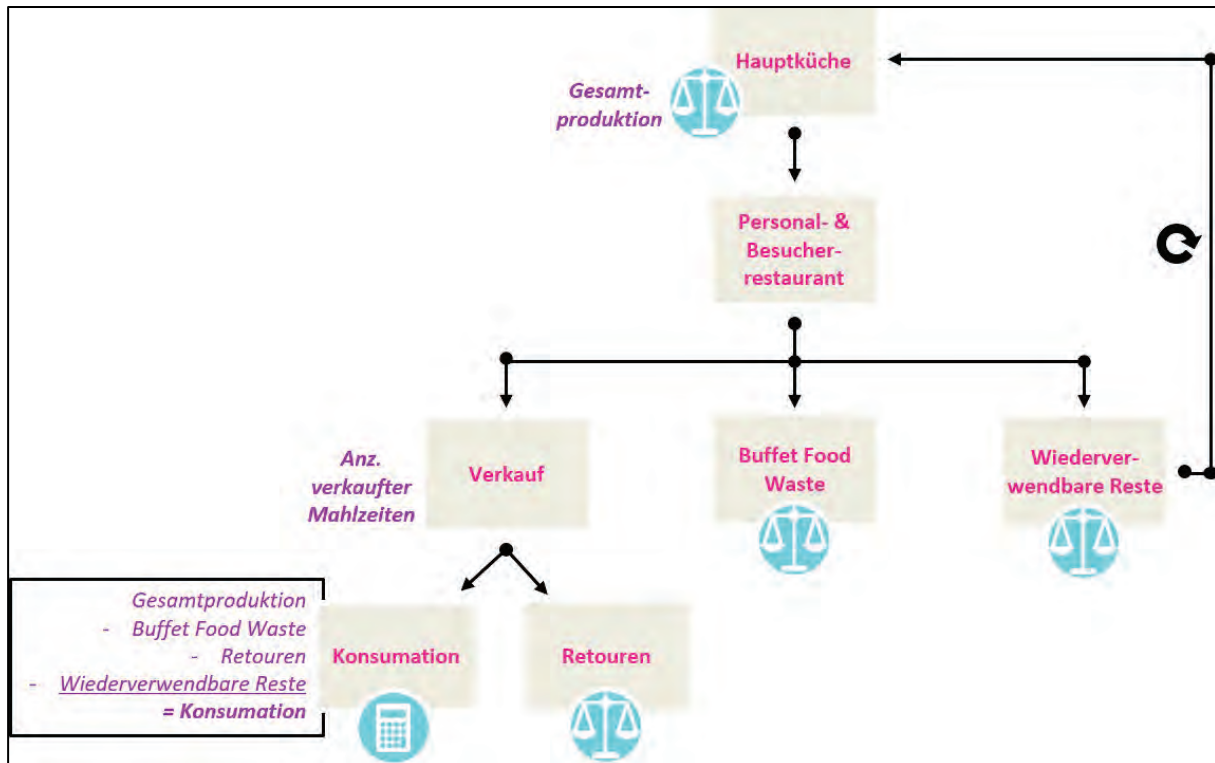 Hauptküche
Gesamt-
produktion
Personal- &
Besucher-
restaurant
Anz.
verkaufter
Mahlzeiten
Verkauf
Buffet Food
Waste
Wiederver-
wendbare Reste
Gesamtproduktion
- Buffet Food Waste
- Retouren
- Wiederverwendbare Reste
= Konsumation
Konsumation
Retouren